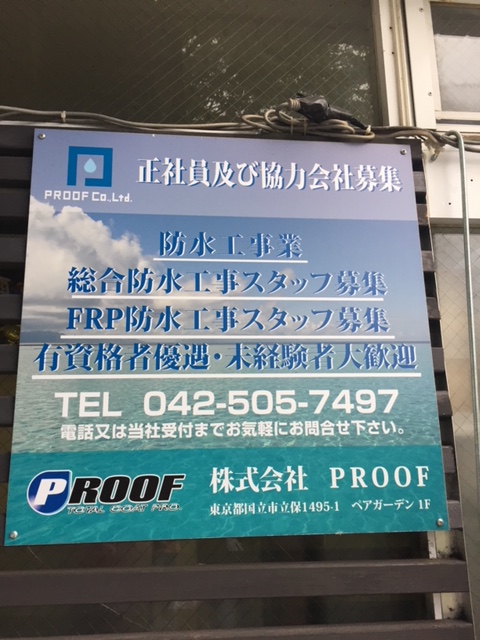 PROOF Co.,Ltd.
正社員及び協力会社募集
防水工事業
総合防水工事スタッフ募集
FRP防水工事スタッフ募集
有資格者優遇・未経験者大歓迎
TEL 042-505-7497
電話又は当社受付までお気軽にお問合せ下さい。
PROOF
TOTAL COAT PRO.
株式会社 PROOF
東京都国立市立保1495-1 ペアガーデン 1F